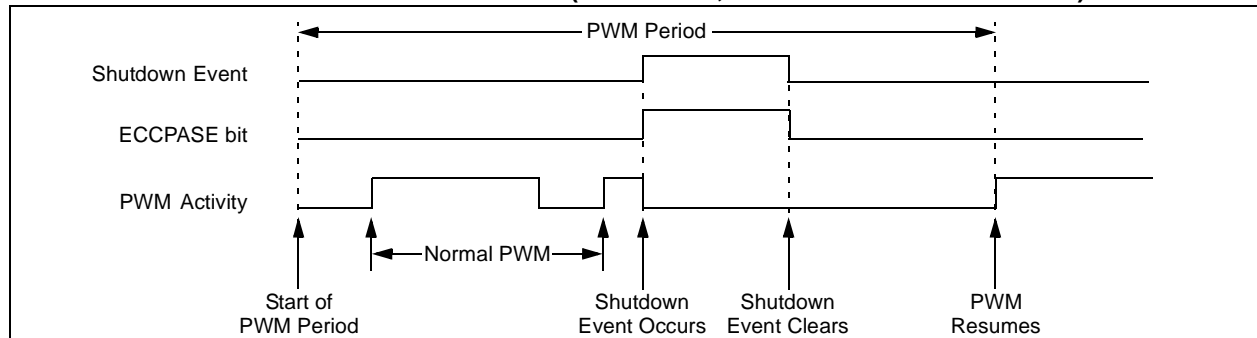 PWM Period
Shutdown Event
ECCPASE bit
PWM Activity
Normal PWM
Start of
PWM Period
Shutdown
Event Occurs
Shutdown
Event Clears
PWM
Resumes